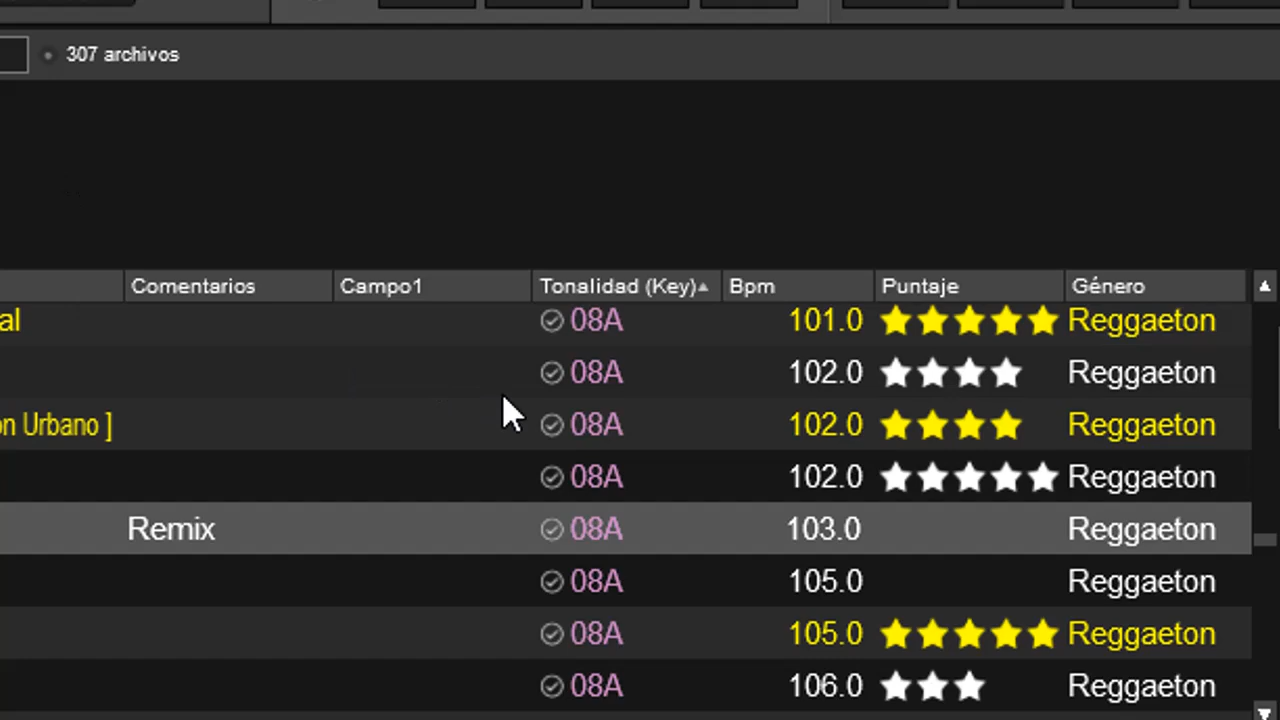 307 archivos
Comentarios Campo1 Tonalidad (Key) Bpm Puntaje Género
al 08A 101.0 Reggaeton
08A 102.0 Reggaeton
on Urbano ] 08A 102.0 Reggaeton
08A 102.0 Reggaeton
Remix 08A 103.0 Reggaeton
08A 105.0 Reggaeton
08A 105.0 Reggaeton
08A 106.0 Reggaeton